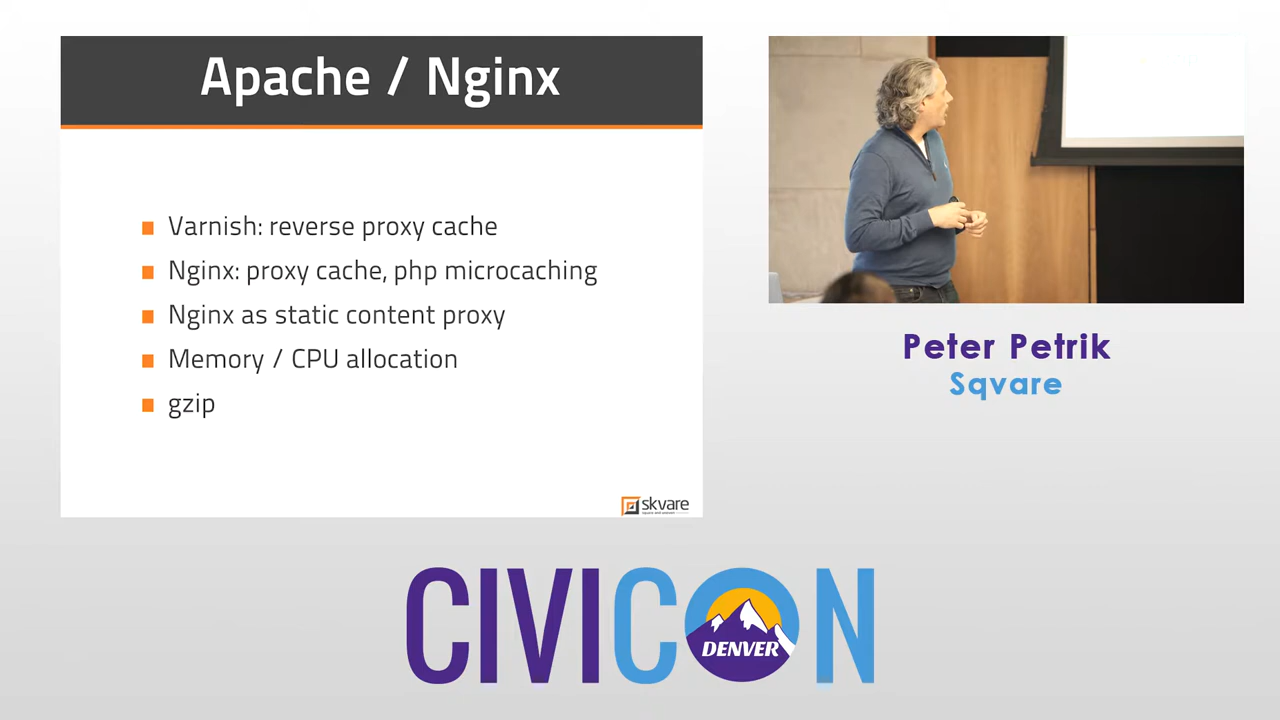 Apache / Nginx
Varnish: reverse proxy cache
Nginx: proxy cache, php microcaching
Nginx as static content proxy
Memory / CPU allocation
gzip
skvare
Peter Petrik
Sqvare
CIVICON
DENVER